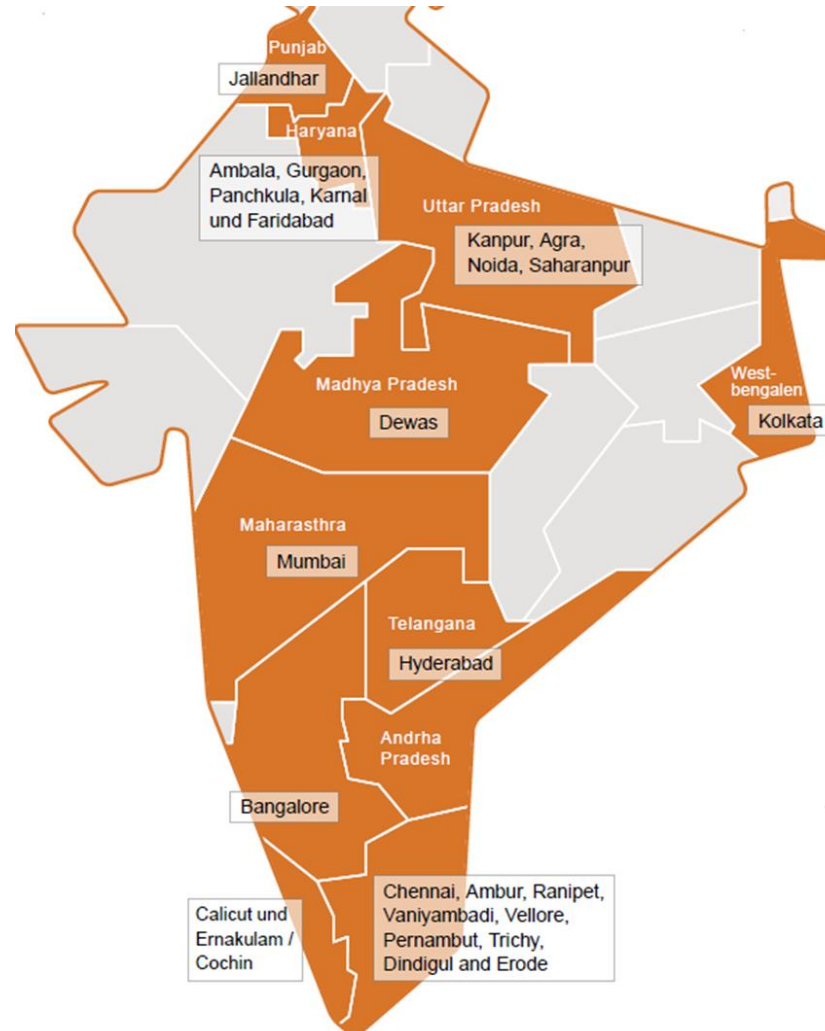 Punjab
Jallandhar
Haryana
Ambala, Gurgaon,
Panchkula, Karnal
und Faridabad
Uttar Pradesh
Kanpur, Agra,
Noida, Saharanpur
West-
bengalen
Kolkata
Madhya Pradesh
Dewas
Maharasthra
Mumbai
Telangana
Hyderabad
Andrha
Pradesh
Bangalore
Calicut und
Ernakulam /
Cochin
Chennai, Ambur, Ranipet,
Vaniyambadi, Vellore,
Pernambut, Trichy,
Dindigul and Erode